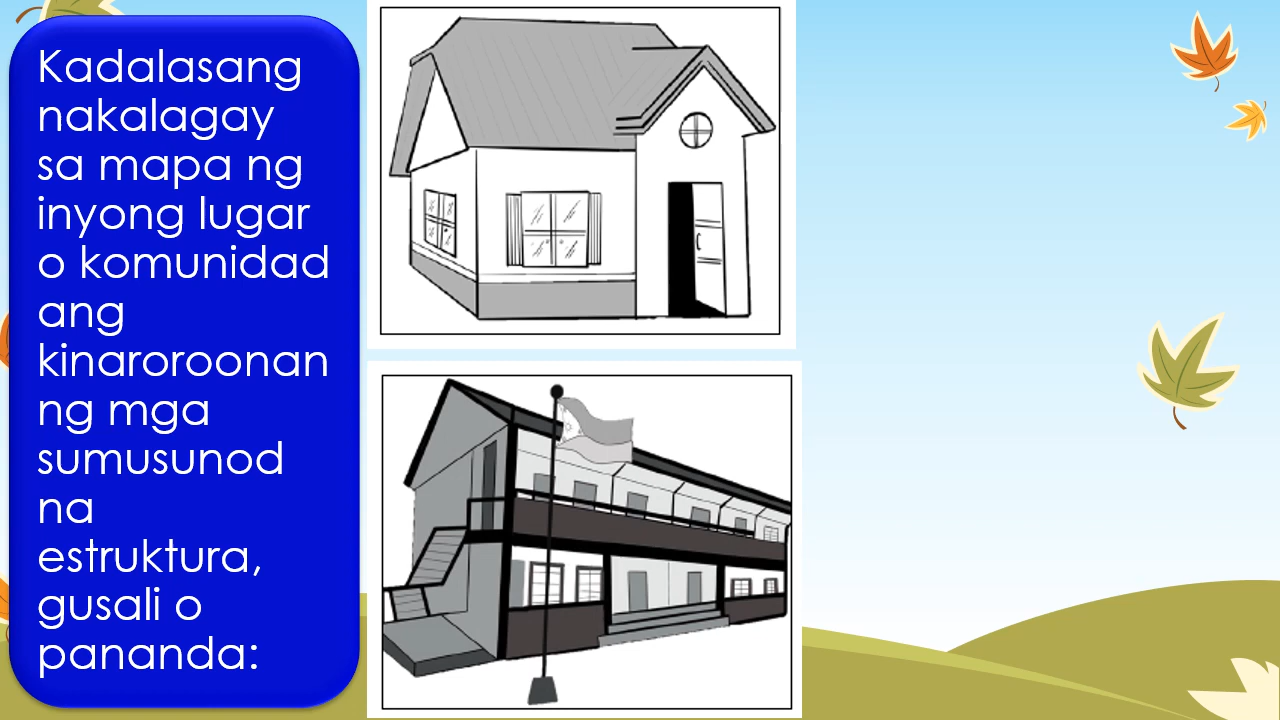 Kadalasang
nakalagay
sa mapa ng
inyong lugar
o komunidad
ang
kinaroroonan
ng mga
sumusunod
na
estruktura,
gusali o
pananda: